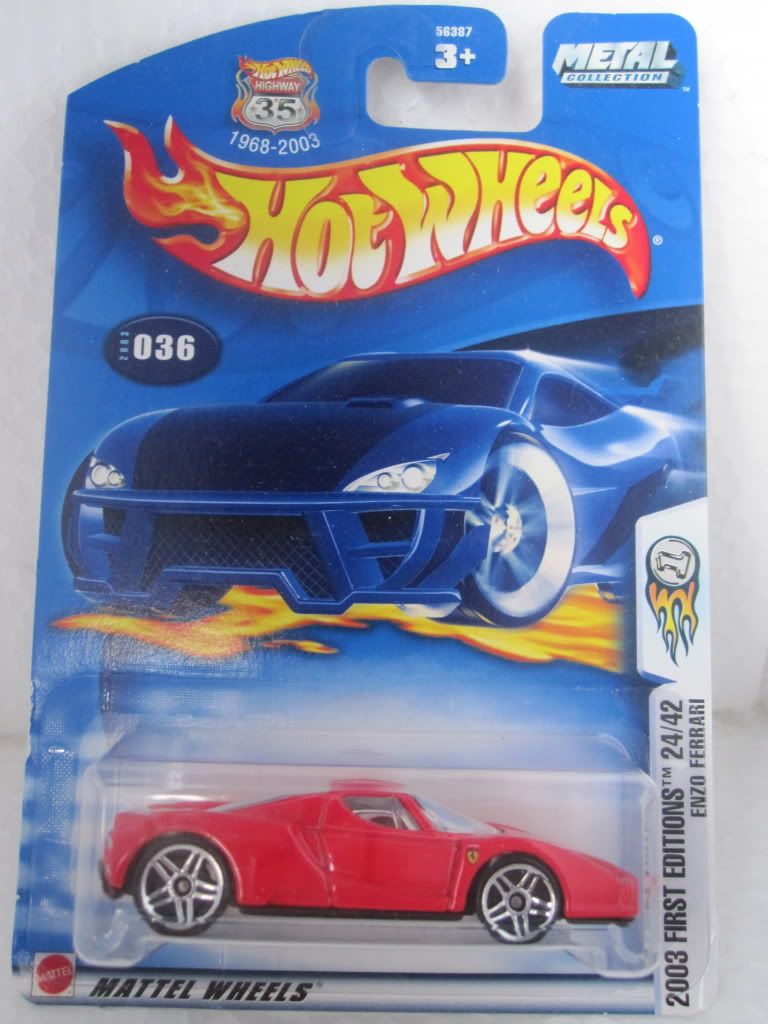 56387
3+
METAL
COLLECTION
™
HOT WHEELS
HIGHWAY
35
1968-2003
HOT WHEELS®
2003
036
2003 FIRST EDITIONS™ 24/42
ENZO FERRARI
MATTEL
MATTEL WHEELS®